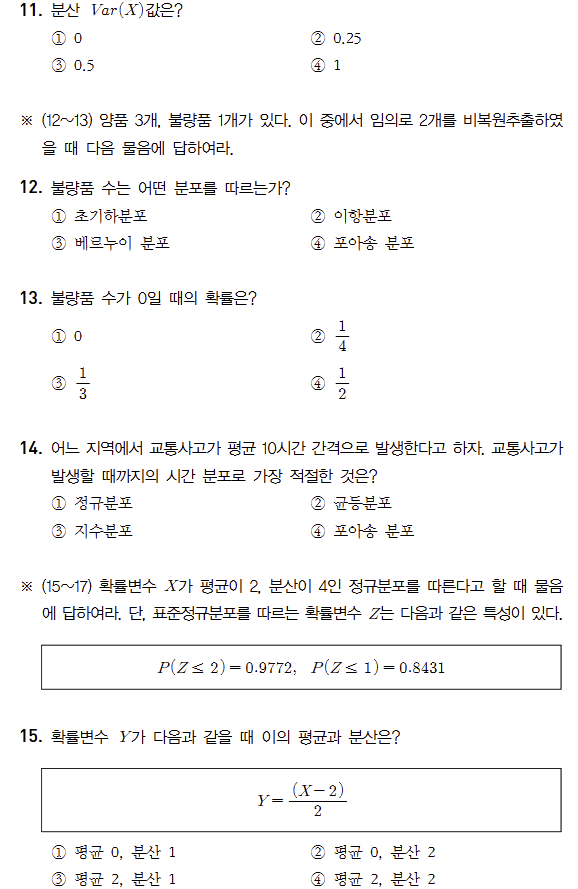 11. 분산 Var(X)값은?
① 0 ② 0.25
③ 0.5 ④ 1
※ (12~13) 양품 3개, 불량품 1개가 있다. 이 중에서 임의로 2개를 비복원추출하였
을 때 다음 물음에 답하여라.
12. 불량품 수는 어떤 분포를 따르는가?
① 초기하분포 ② 이항분포
③ 베르누이 분포 ④ 포아송 분포
13. 불량품 수가 0일 때의 확률은?
① 0 ② 1/4
③ 1/3 ④ 1/2
14. 어느 지역에서 교통사고가 평균 10시간 간격으로 발생한다고 하자. 교통사고가
발생할 때까지의 시간 분포로 가장 적절한 것은?
① 정규분포 ② 균등분포
③ 지수분포 ④ 포아송 분포
※ (15~17) 확률변수 X가 평균이 2, 분산이 4인 정규분포를 따른다고 할 때 물음
에 답하여라. 단, 표준정규분포를 따르는 확률변수 Z는 다음과 같은 특성이 있다.
P(Z≤2)=0.9772, P(Z≤1)=0.8431
15. 확률변수 Y가 다음과 같을 때 이의 평균과 분산은?
Y=(X-2)/2
① 평균 0, 분산 1 ② 평균 0, 분산 2
③ 평균 2, 분산 1 ④ 평균 2, 분산 2